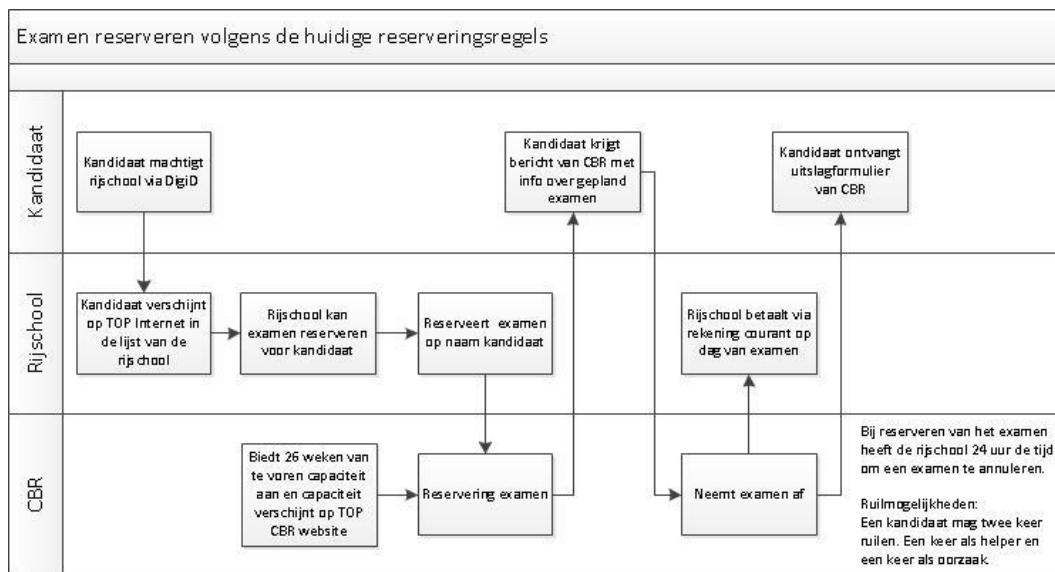 Examen reserveren volgens de huidige reserveringsregels
Kandidaat
Kandidaat machtigt
rijschool via DigiD
Kandidaat krijgt
bericht van CBR met
info over gepland
examen
Kandidaat ontvangt
uitslagformulier
van CBR
Rijschool
Kandidaat verschijnt
op TOP Internet in
de lijst van de
rijschool
Rijschool kan
examen reserveren
voor kandidaat
Reserveert examen
op naam kandidaat
Rijschool betaalt via
rekening courant op
dag van examen
CBR
Biedt 26 weken van
te voren capaciteit
aan en capaciteit
verschijnt op TOP
CBR website
Reservering examen
Neemt examen af
Bij reserveren van het examen
heeft de rijschool 24 uur de tijd
om een examen te annuleren.
Ruilmogelijkheden:
Een kandidaat mag twee keer
ruilen. Een keer als helper en
een keer als oorzaak.